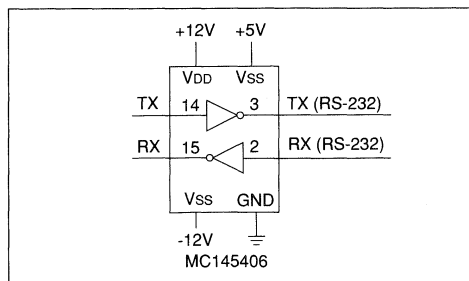 +12V +5V
VDD VSS
TX 14 3 TX (RS-232)
RX 15 2 RX (RS-232)
VSS GND
-12V
MC145406